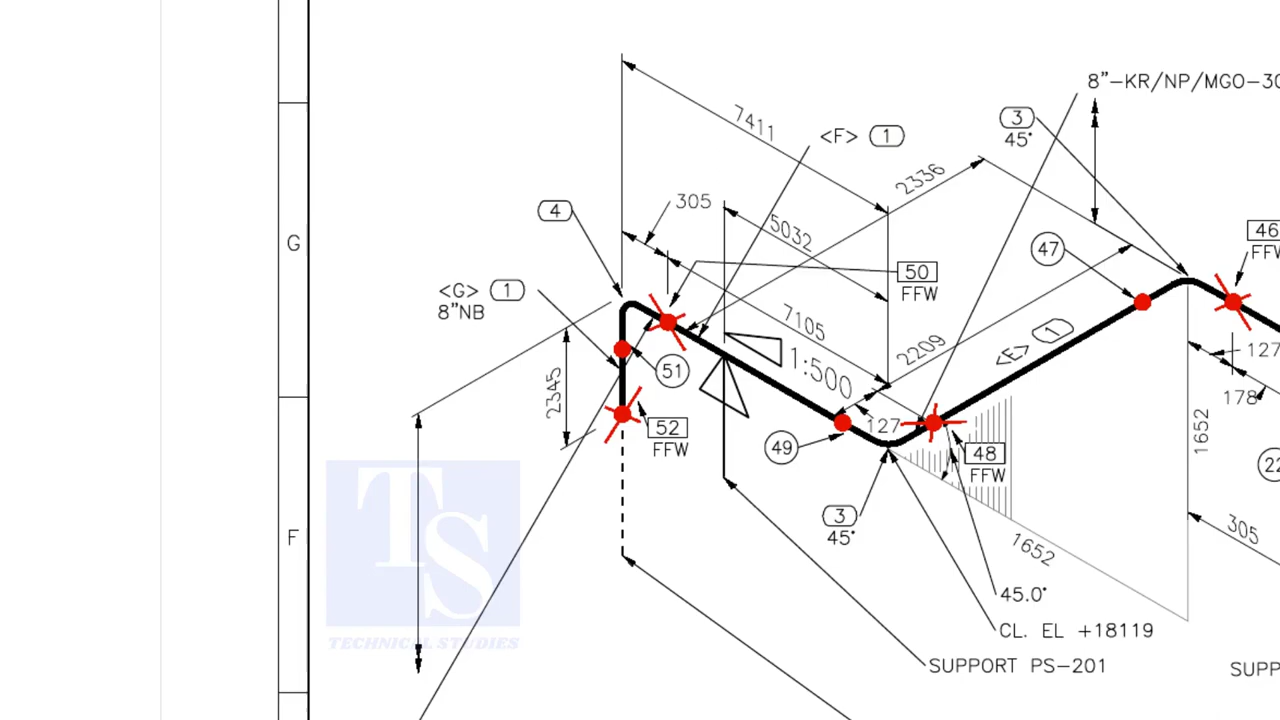 8”-KR/NP/MGO-30
7411
<F> 1
3
45°
2336
4
305
5032
46
FFW
G
50
FFW
47
<G> 1
8”NB
7105
2209
<E> 1
127
51
1:500
2345
178
127
1652
52
FFW
49
48
FFW
22
3
45°
1652
305
F
45.0°
TS
TECHNICAL STUDIES
CL. EL +18119
SUPPORT PS-201
SUPP